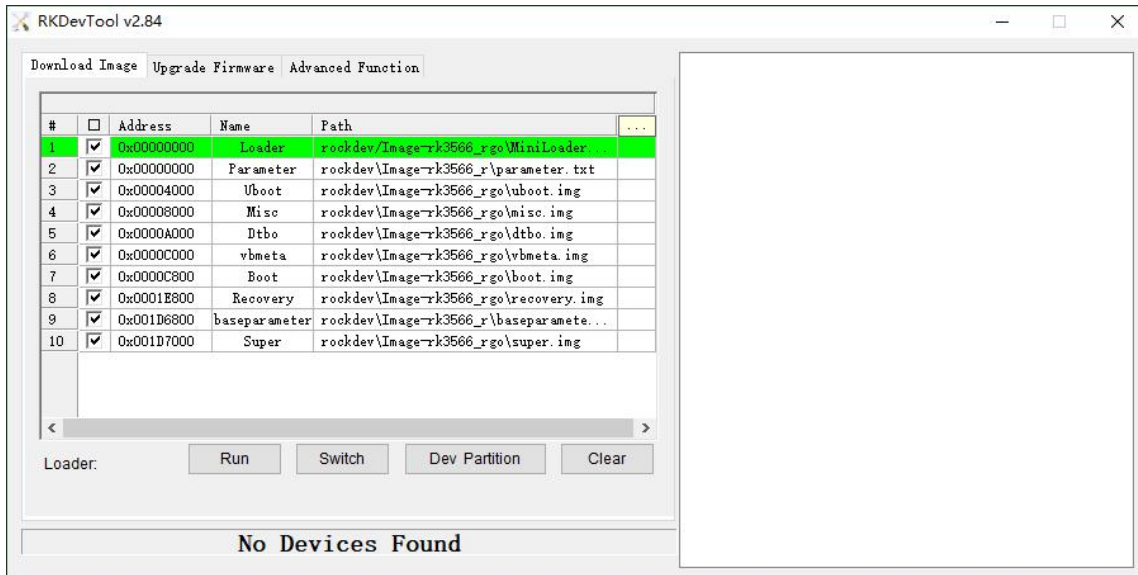 RKDevTool v2.84
Download Image Upgrade Firmware Advanced Function
# Address Name Path ...
1 0x00000000 Loader rockdev/Image-rk3566_rgo\MiniLoader...
2 0x00000000 Parameter rockdev\Image-rk3566_r\parameter.txt
3 0x00004000 Uboot rockdev\Image-rk3566_rgo\uboot.img
4 0x00008000 Misc rockdev\Image-rk3566_rgo\misc.img
5 0x0000A000 Dtbo rockdev\Image-rk3566_rgo\dtbo.img
6 0x0000C000 vbmeta rockdev\Image-rk3566_rgo\vbmeta.img
7 0x0000C800 Boot rockdev\Image-rk3566_rgo\boot.img
8 0x0001E800 Recovery rockdev\Image-rk3566_rgo\recovery.img
9 0x001D6800 baseparameter rockdev\Image-rk3566_r\baseparamete...
10 0x001D7000 Super rockdev\Image-rk3566_rgo\super.img
Loader: Run Switch Dev Partition Clear
No Devices Found